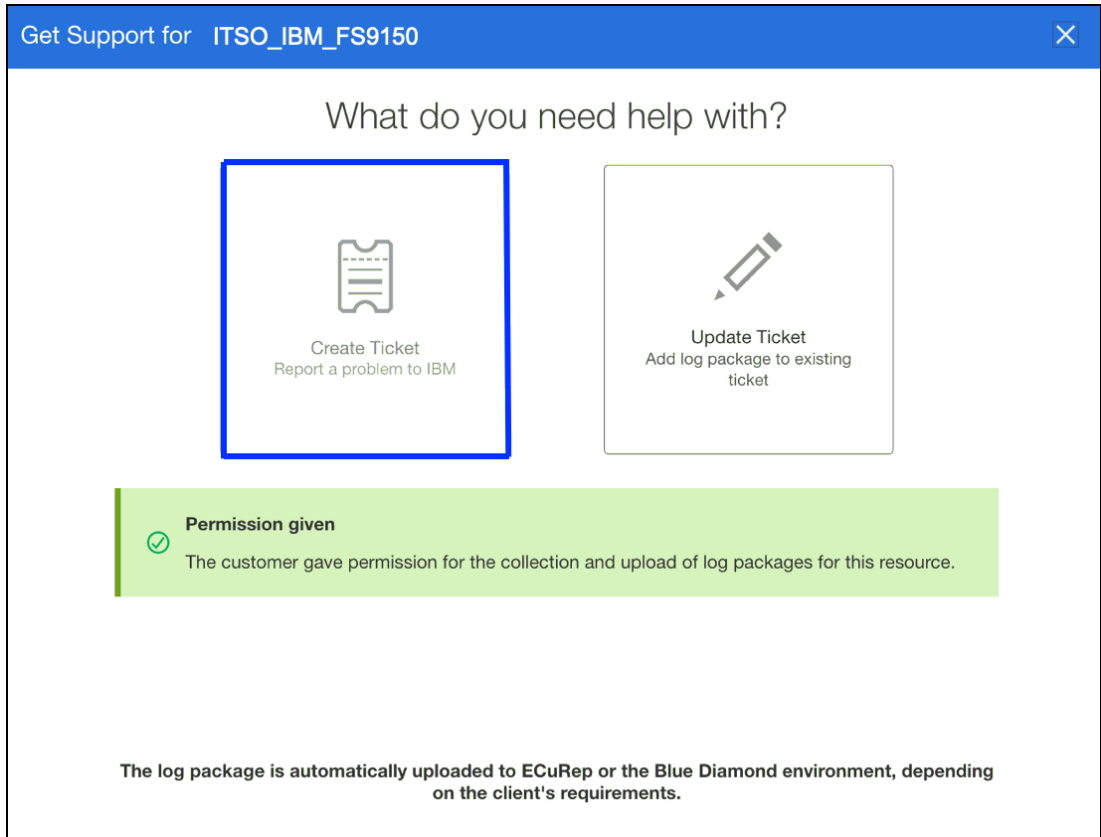 Get Support for ITSO_IBM_FS9150
What do you need help with?
Create Ticket
Report a problem to IBM
Update Ticket
Add log package to existing
ticket
Permission given
The customer gave permission for the collection and upload of log packages for this resource.
The log package is automatically uploaded to ECuRep or the Blue Diamond environment, depending
on the client's requirements.